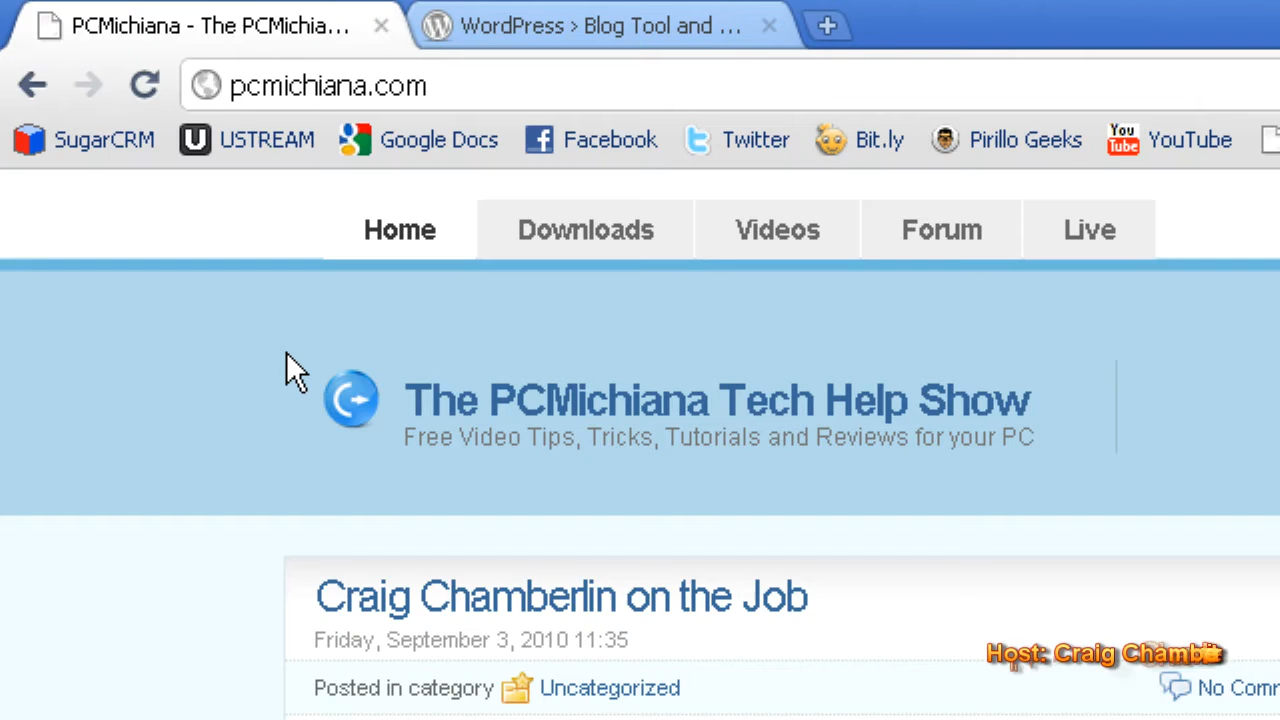 PCMichiana - The PCMichia...
WordPress > Blog Tool and ...
pcmichiana.com
SugarCRM USTREAM Google Docs Facebook Twitter Bit.ly Pirillo Geeks YouTube
Home Downloads Videos Forum Live
The PCMichiana Tech Help Show
Free Video Tips, Tricks, Tutorials and Reviews for your PC
Craig Chamberlin on the Job
Friday, September 3, 2010 11:35
Host: Craig
Posted in category Uncategorized
No